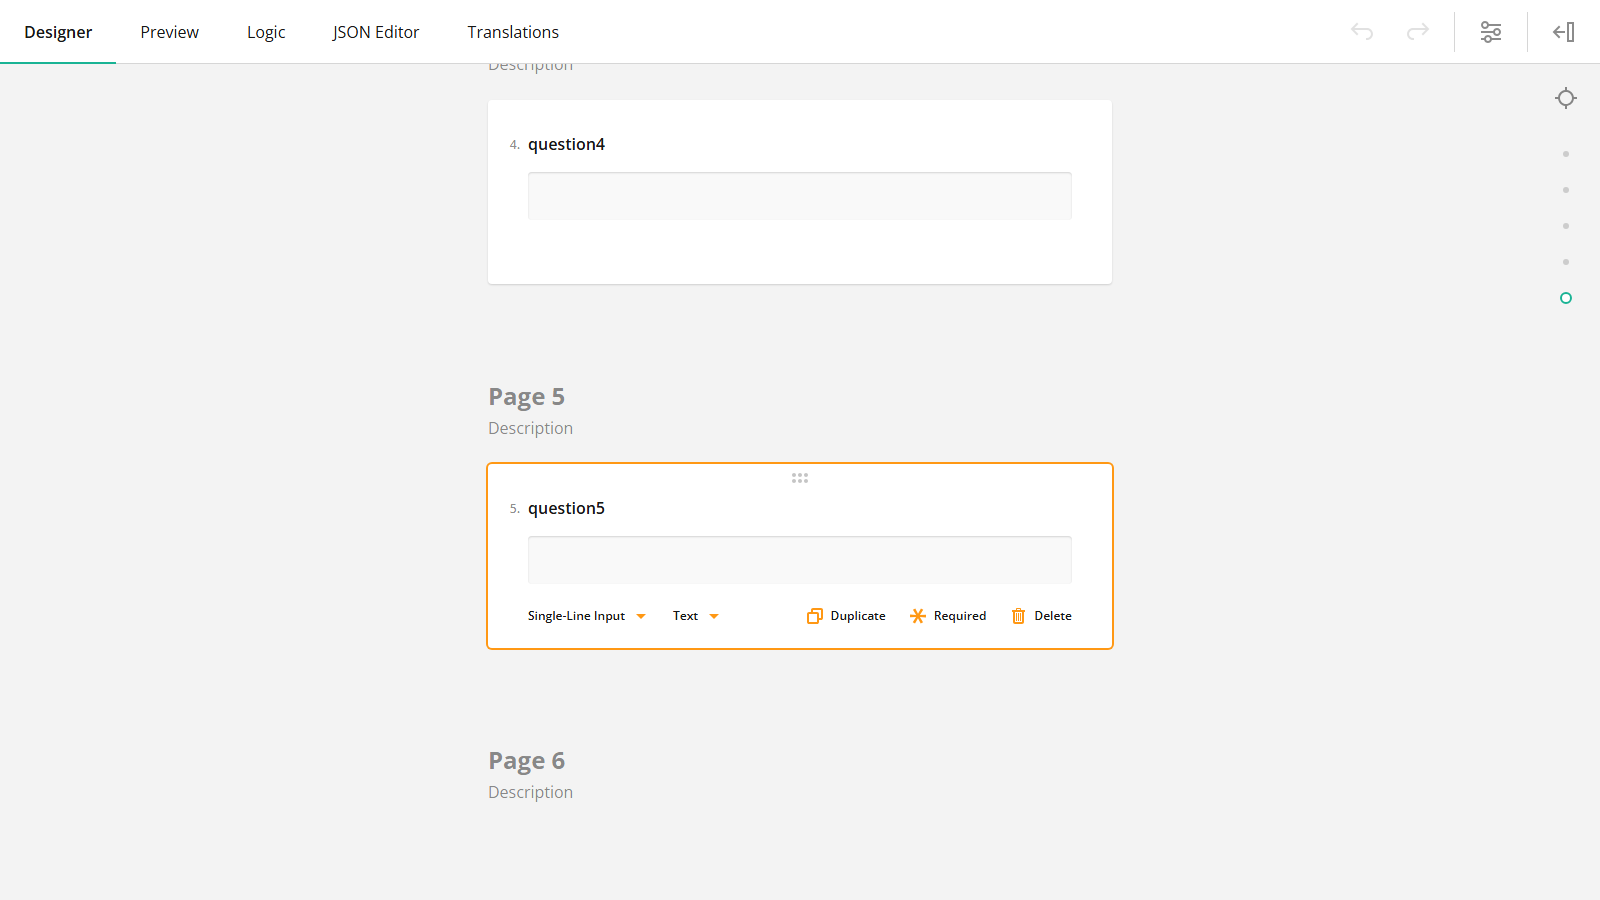 Designer Preview Logic JSON Editor Translations
Description
4. question4
Page 5
Description
5. question5
Single-Line Input Text Duplicate Required Delete
Page 6
Description